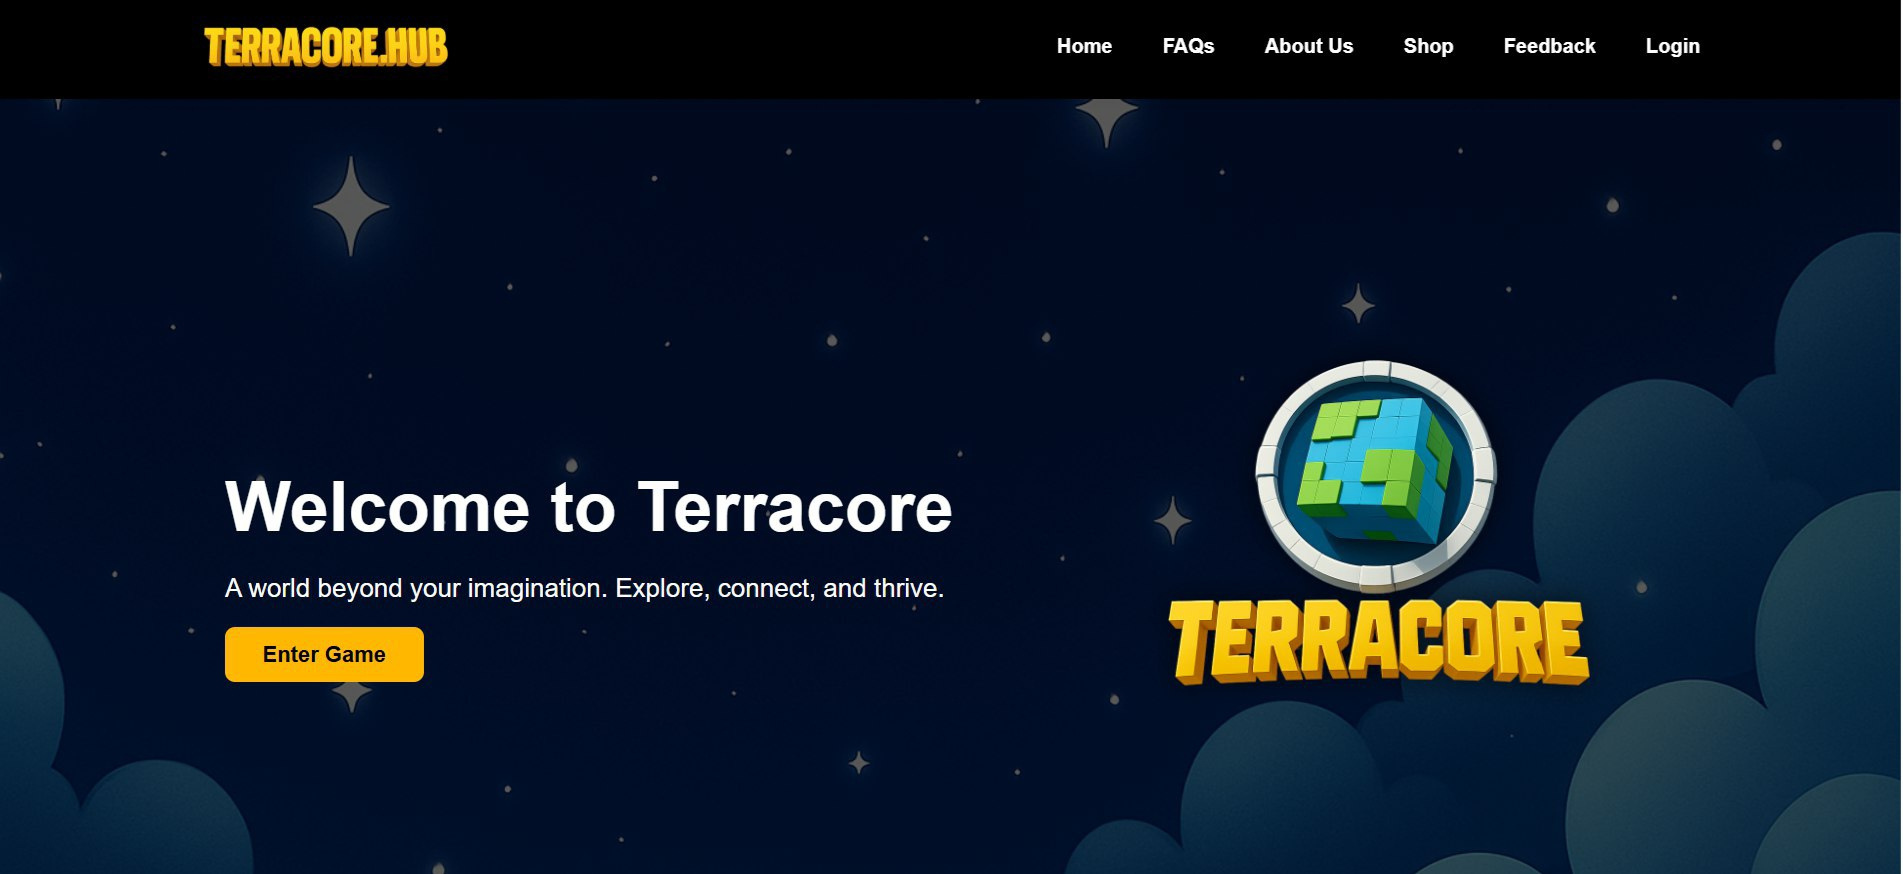 TERRACORE.HUB
Home FAQs About Us Shop Feedback Login
Welcome to Terracore
A world beyond your imagination. Explore, connect, and thrive.
Enter Game
TERRACORE